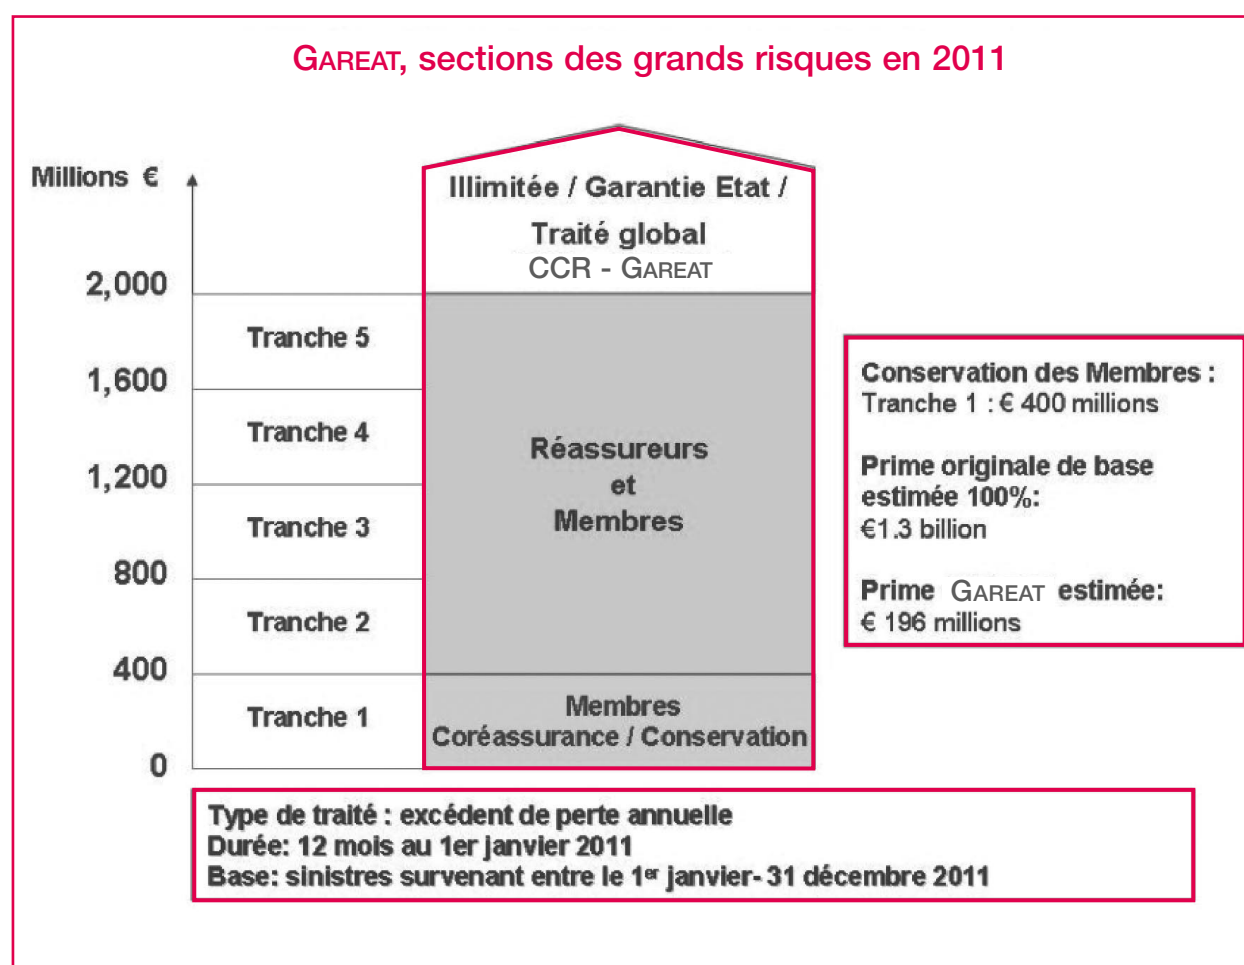 GAREAT, sections des grands risques en 2011
Millions €
Illimitée / Garantie Etat /
Traité global
CCR - GAREAT
2,000
Tranche 5
1,600
Tranche 4
1,200
Tranche 3
800
Tranche 2
400
Tranche 1
0
Réassureurs
et
Membres
Membres
Coréassurance / Conservation
Conservation des Membres :
Tranche 1 : € 400 millions
Prime originale de base
estimée 100%:
€1.3 billion
Prime GAREAT estimée:
€ 196 millions
Type de traité : excédent de perte annuelle
Durée: 12 mois au 1er janvier 2011
Base: sinistres survenant entre le 1er janvier- 31 décembre 2011